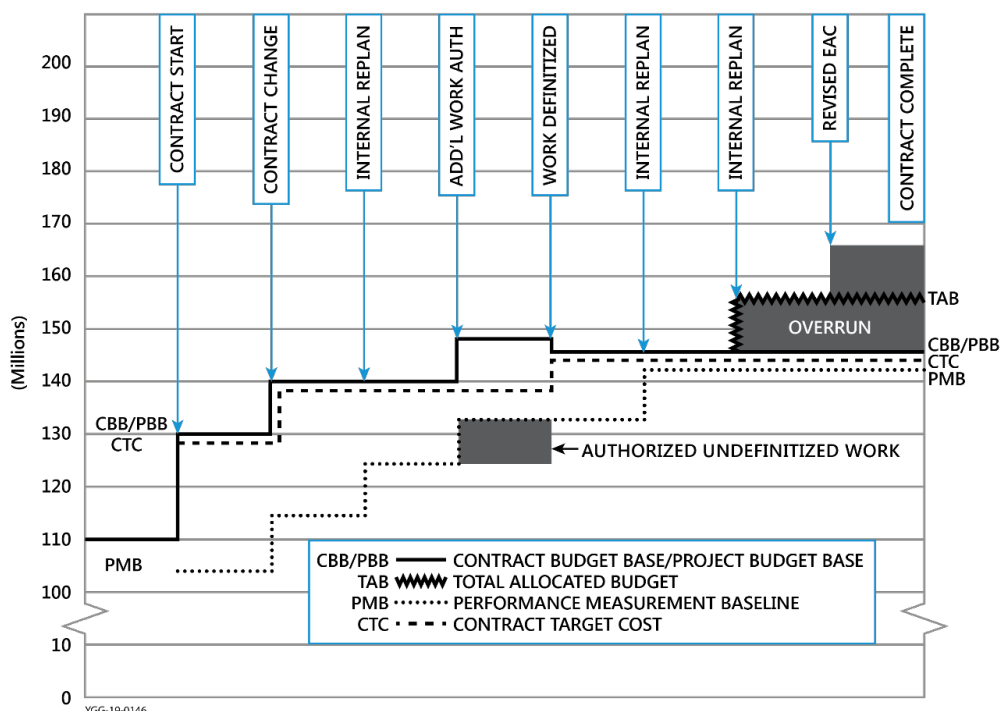 200
190
180
170
160
150
140
130
120
110
100
10
0
(Millions)
CONTRACT START
CONTRACT CHANGE
INTERNAL REPLAN
ADD'L WORK AUTH
WORK DEFINITIZED
INTERNAL REPLAN
INTERNAL REPLAN
REVISED EAC
CONTRACT COMPLETE
TAB
OVERRUN
CBB/PBB
CTC
PMB
CBB/PBB
CTC
AUTHORIZED UNDEFINITIZED WORK
PMB
CBB/PBB CONTRACT BUDGET BASE/PROJECT BUDGET BASE
TAB TOTAL ALLOCATED BUDGET
PMB PERFORMANCE MEASUREMENT BASELINE
CTC CONTRACT TARGET COST
YGG-19-0146